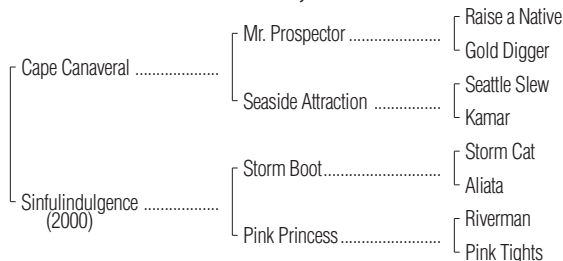 Raise a Native
Mr. Prospector ......................
Gold Digger
Cape Canaveral ....................
Seattle Slew
Seaside Attraction ................
Kamar
Storm Cat
Storm Boot............................
Aliata
Sinfulindulgence ..................
(2000)
Riverman
Pink Princess........................
Pink Tights